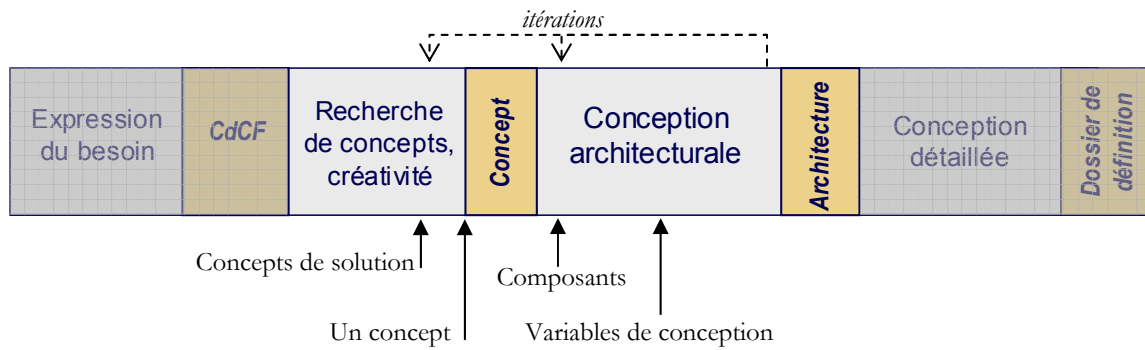 itérations
Expression
du besoin
CdCF
Recherche
de concepts,
créativité
Concept
Conception
architecturale
Architecture
Conception
détaillée
Dossier de
définition
Concepts de solution
Composants
Un concept
Variables de conception